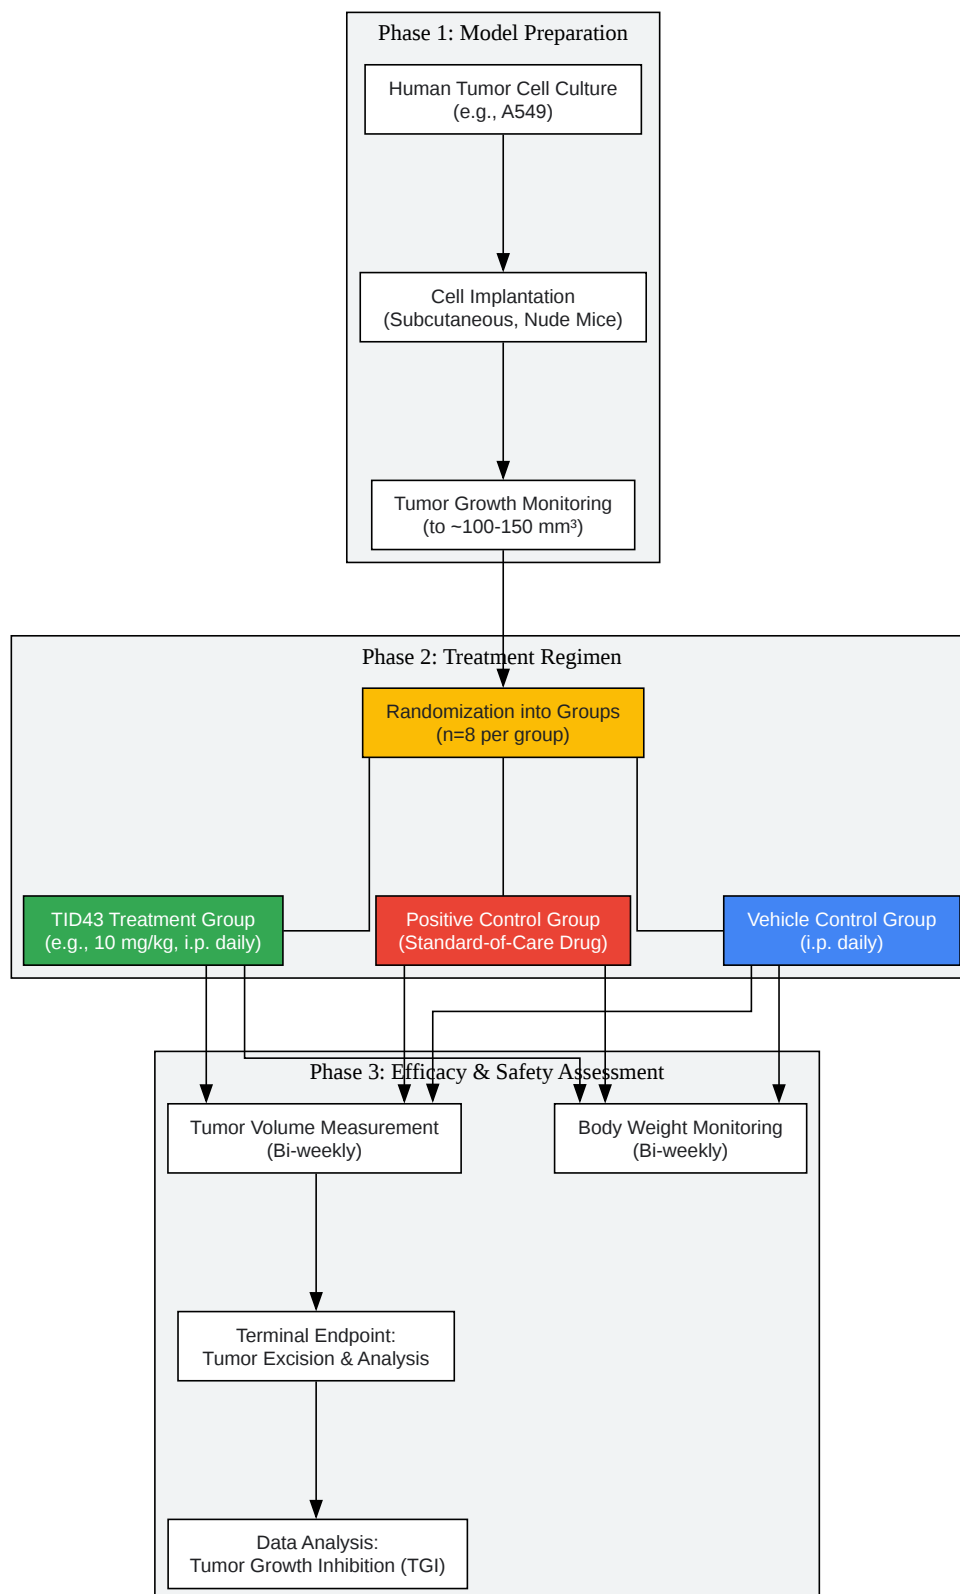 Phase 1: Model Preparation
Human Tumor Cell Culture
(e.g., A549)
Cell Implantation
(Subcutaneous, Nude Mice)
Tumor Growth Monitoring
(to ~100-150 mm³)
Phase 2: Treatment Regimen
Randomization into Groups
(n=8 per group)
TID43 Treatment Group
(e.g., 10 mg/kg, i.p. daily)
Positive Control Group
(Standard-of-Care Drug)
Vehicle Control Group
(i.p. daily)
Phase 3: Efficacy & Safety Assessment
Tumor Volume Measurement
(Bi-weekly)
Body Weight Monitoring
(Bi-weekly)
Terminal Endpoint:
Tumor Excision & Analysis
Data Analysis:
Tumor Growth Inhibition (TGI)